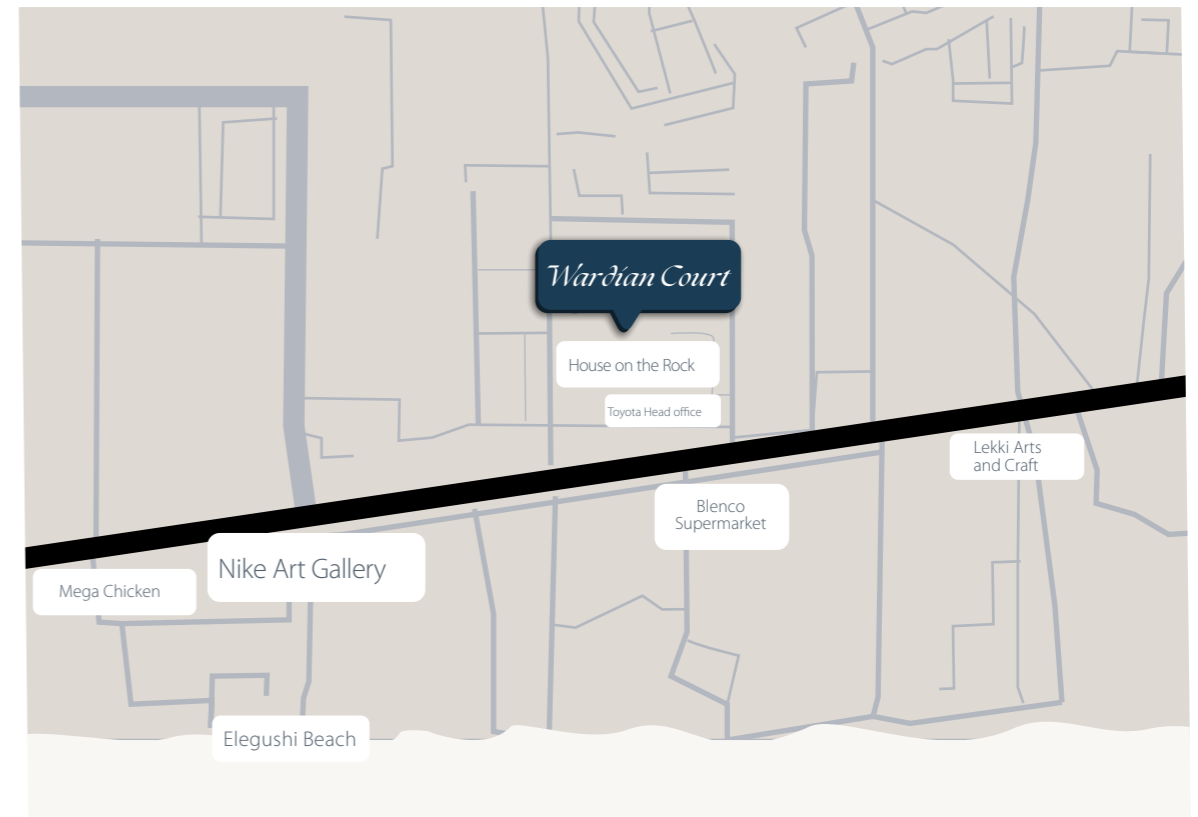 Wardian Court
House on the Rock
Toyota Head office
Lekki Arts
and Craft
Blenco
Supermarket
Nike Art Gallery
Mega Chicken
Elegushi Beach